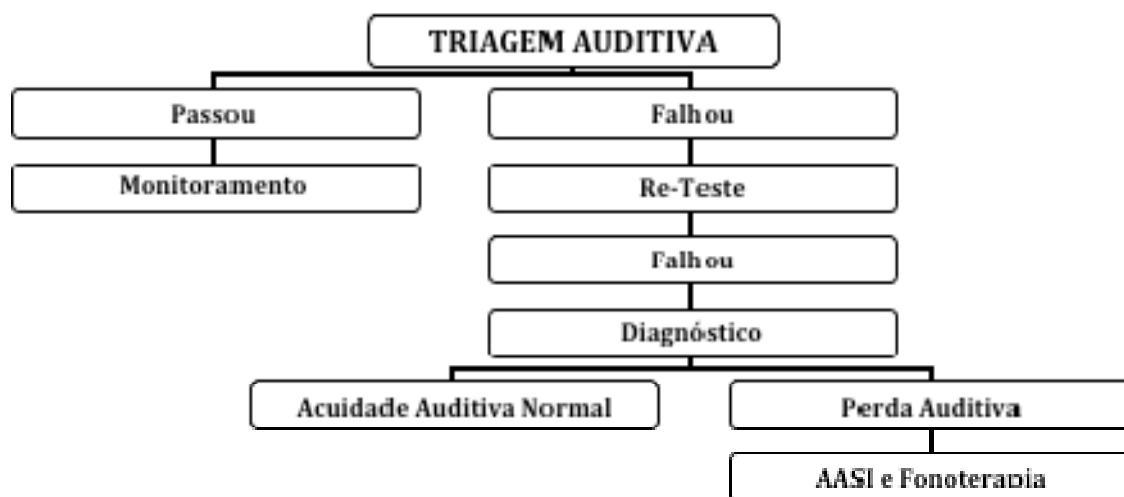 TRIAGEM AUDITIVA
Passou
Falhou
Monitoramento
Re-Teste
Falhou
Diagnóstico
Acuidade Auditiva Normal
Perda Auditiva
AASI e Fonoterapia